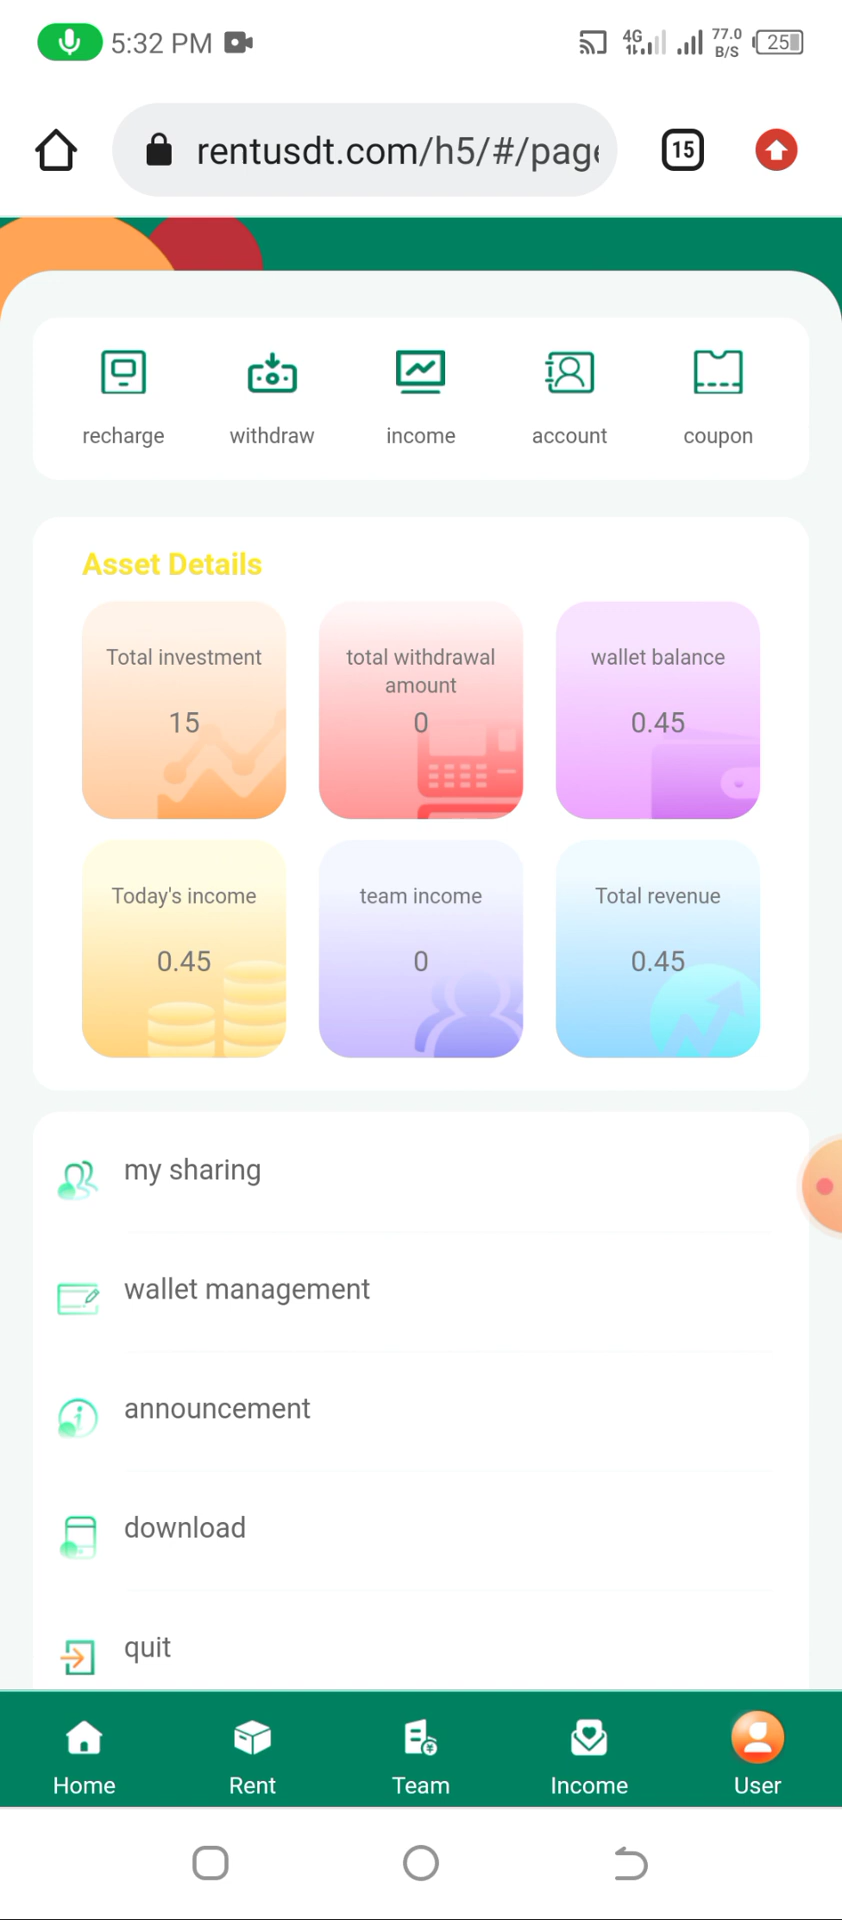 5:32 PM
4G
77.0
B/S
25
rentusdt.com/h5/#/page
15
recharge
withdraw
income
account
coupon
Asset Details
Total investment
15
total withdrawal
amount
0
wallet balance
0.45
Today's income
0.45
team income
0
Total revenue
0.45
my sharing
wallet management
announcement
download
quit
Home
Rent
Team
Income
User